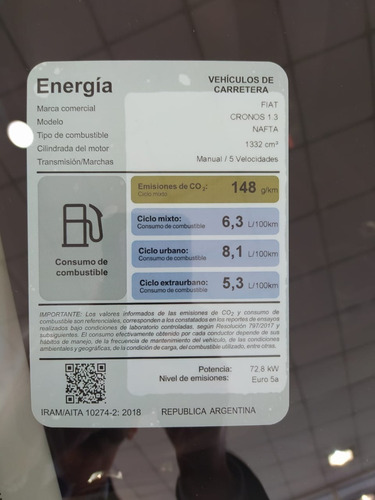 Energía
VEHÍCULOS DE
CARRETERA
Marca comercial FIAT
Modelo CRONOS 1.3
Tipo de combustible NAFTA
Cilindrada del motor 1332 cm³
Transmisión/Marchas Manual / 5 Velocidades
Consumo de
combustible
Emisiones de CO₂: 148 g/km
Ciclo mixto
Ciclo mixto: 6,3 L/100km
Consumo de combustible
Ciclo urbano: 8,1 L/100km
Consumo de combustible
Ciclo extraurbano: 5,3 L/100km
Consumo de combustible
IMPORTANTE: Los valores informados de las emisiones de CO₂ y consumo de
combustible son referenciales, corresponden a los constatados en los reportes de ensayos
realizados bajo condiciones de laboratorio controladas, según Resolución 797/2017 y
subsiguientes. El consumo efectivamente obtenido por cada conductor depende de sus
hábitos de manejo, de la frecuencia de mantenimiento del vehículo, de las condiciones
ambientales y geográficas, de la condición de carga, del combustible utilizado, entre otras.
Potencia: 72.8 kW
Nivel de emisiones: Euro 5a
IRAM/AITA 10274-2: 2018 REPUBLICA ARGENTINA